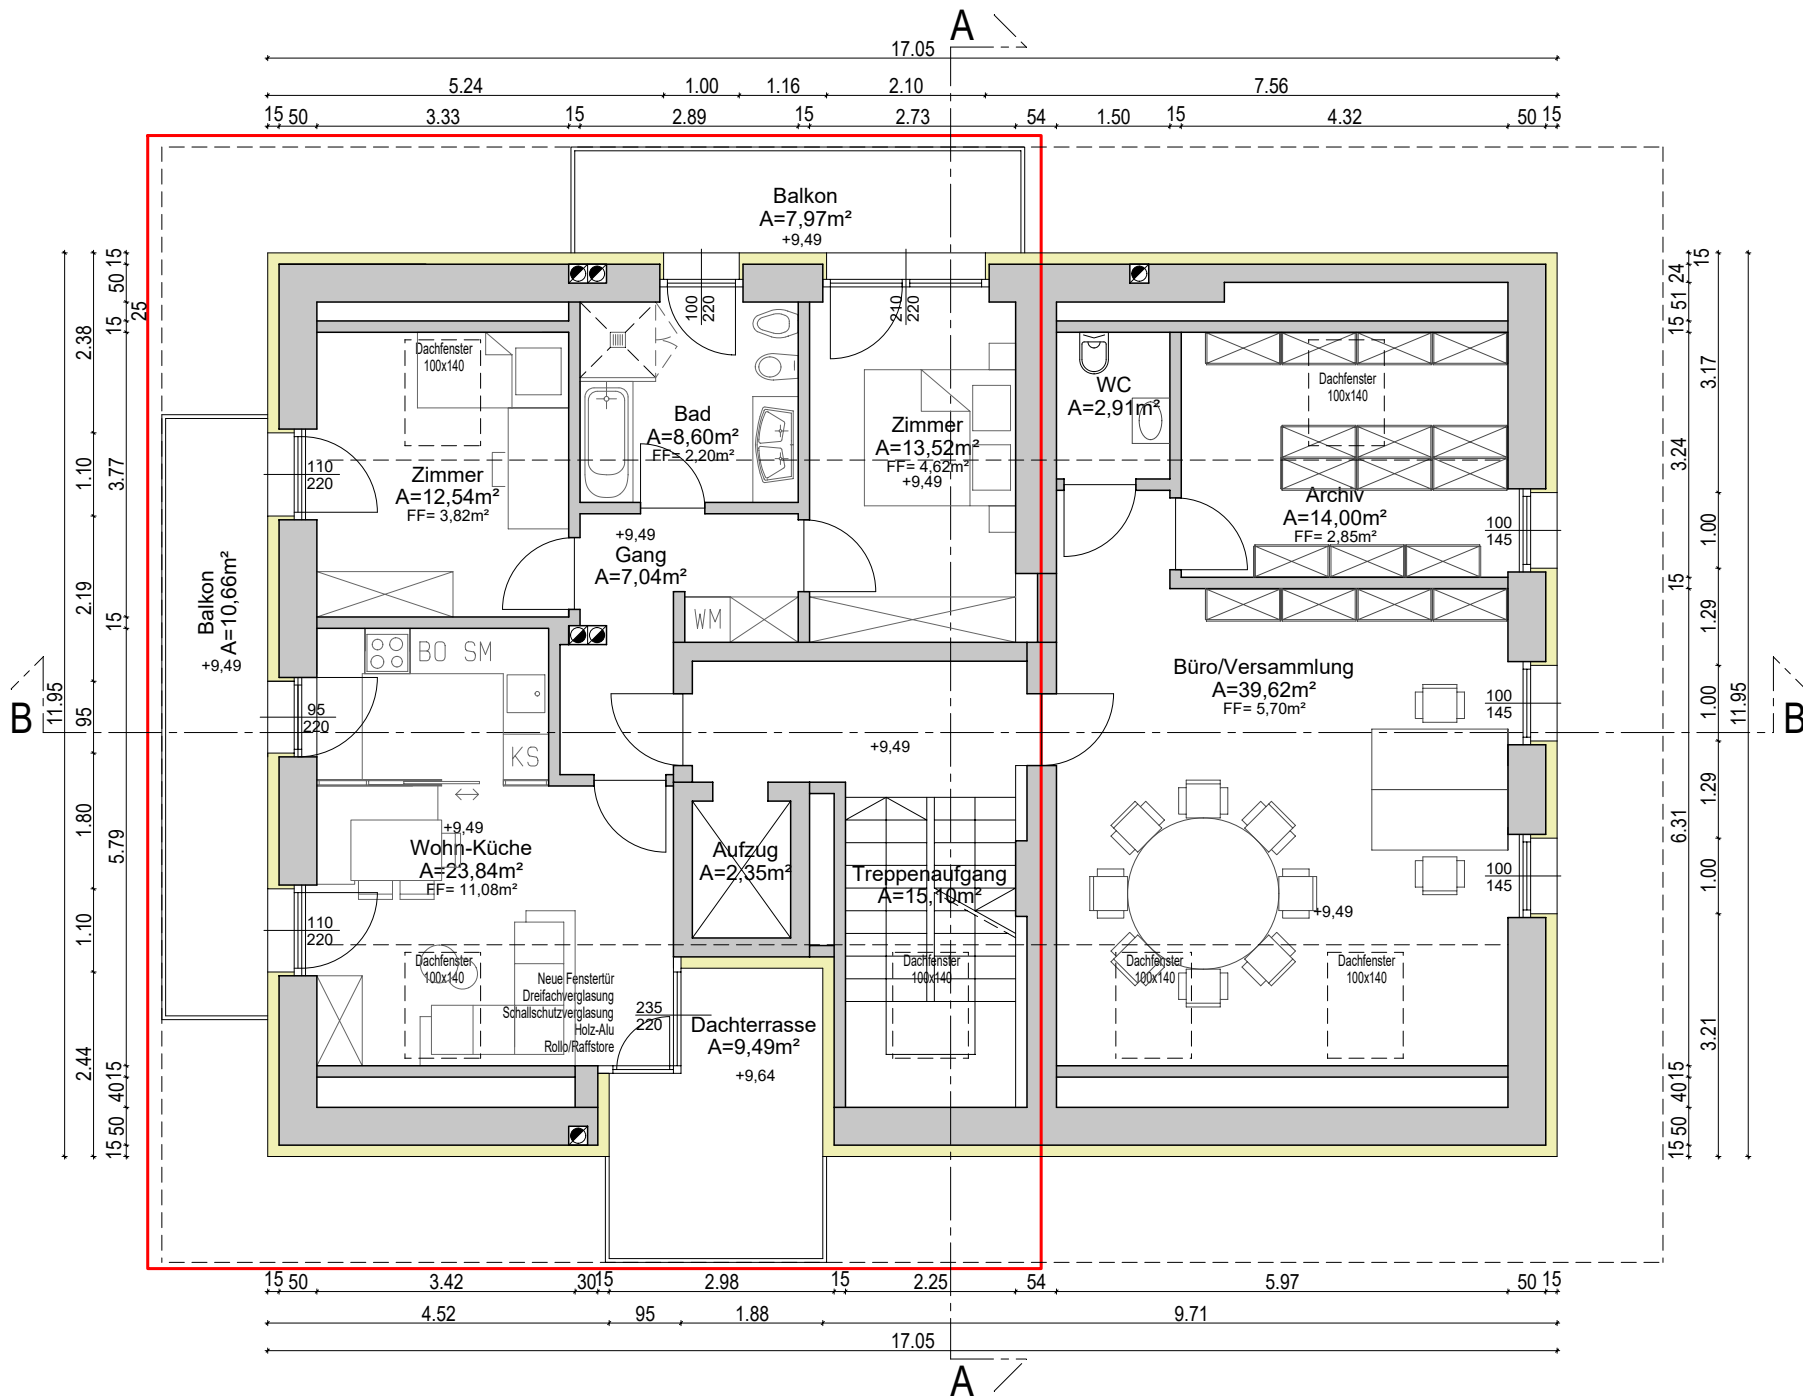 A
17.05
5.24 1.00 1.16 2.10 7.56
15 50 3.33 15 2.89 15 2.73 54 1.50 15 4.32 50 15
Balkon
A=7,97m²
+9,49
100
220
210
220
Dachfenster
100x140
Zimmer
A=12,54m²
FF= 3,82m²
110
220
Bad
A=8,60m²
FF= 2,20m²
Zimmer
A=13,52m²
FF= 4,62m²
+9,49
WC
A=2,91m²
Dachfenster
100x140
Archiv
A=14,00m²
FF= 2,85m²
100
145
+9,49
Gang
A=7,04m²
WM
Balkon
A=10,66m²
+9,49
BO SM
KS
95
220
+9,49
Büro/Versammlung
A=39,62m²
FF= 5,70m²
100
145
100
145
+9,49
+9,49
Wohn-Küche
A=23,84m²
FF= 11,08m²
110
220
Aufzug
A=2,35m²
Treppenaufgang
A=15,10m²
Dachfenster
100x140
Neue Fenstertür
Dreifachverglasung
Schallschutzverglasung
Holz-Alu
Rollo/Raffstore
235
220
Dachterrasse
A=9,49m²
+9,64
Dachfenster
100x140
Dachfenster
100x140
Dachfenster
100x140
B
B
11.95
2.38 1.10 2.19 95 1.80 1.10 2.44
15 50 25 15 3.77 15 5.79 15 40 50 15
24 51 15 3.24 15 6.31 15 40 50 15
15 3.17 1.00 1.29 1.00 1.29 1.00 3.21
11.95
15 50 3.42 30 15 2.98 15 2.25 54 5.97 50 15
4.52 95 1.88 9.71
17.05
A